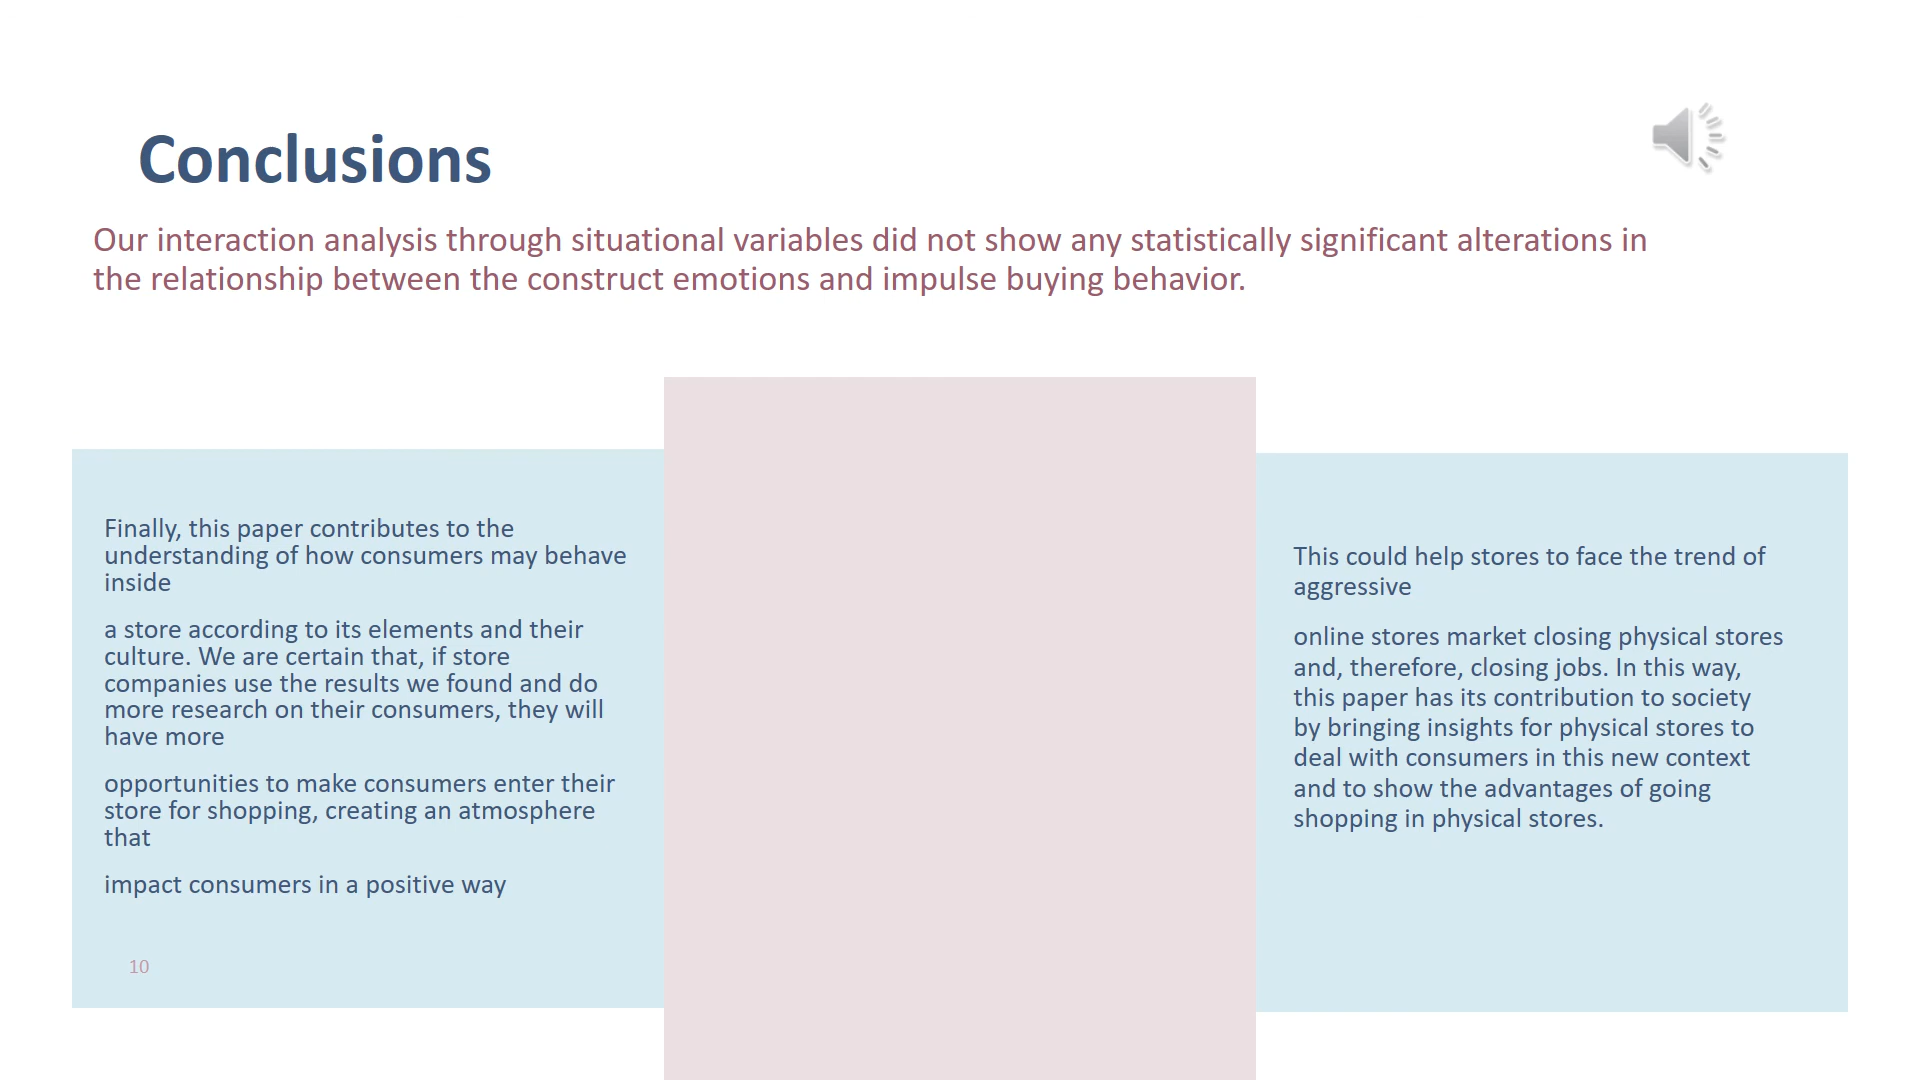 Conclusions
Our interaction analysis through situational variables did not show any statistically significant alterations in
the relationship between the construct emotions and impulse buying behavior.
Finally, this paper contributes to the
understanding of how consumers may behave
inside
a store according to its elements and their
culture. We are certain that, if store
companies use the results we found and do
more research on their consumers, they will
have more
opportunities to make consumers enter their
store for shopping, creating an atmosphere
that
impact consumers in a positive way
10
This could help stores to face the trend of
aggressive
online stores market closing physical stores
and, therefore, closing jobs. In this way,
this paper has its contribution to society
by bringing insights for physical stores to
deal with consumers in this new context
and to show the advantages of going
shopping in physical stores.